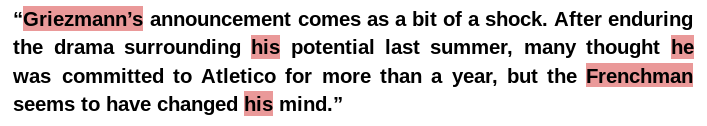 “Griezmann’s announcement comes as a bit of a shock. After enduring
the drama surrounding his potential last summer, many thought he
was committed to Atletico for more than a year, but the Frenchman
seems to have changed his mind.”